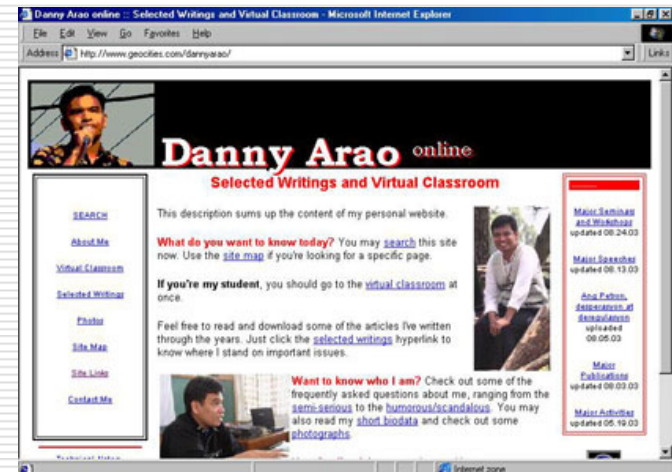 Danny Arao online :: Selected Writings and Virtual Classroom - Microsoft Internet Explorer
File Edit View Go Favorites Help
Address http://www.geocities.com/dannyarao/ Links
Danny Arao online
Selected Writings and Virtual Classroom
SEARCH
About Me
Virtual Classroom
Selected Writings
Photos
Site Map
Site Links
Contact Me
This description sums up the content of my personal website.
What do you want to know today? You may search this site
now. Use the site map if you're looking for a specific page.
If you're my student, you should go to the virtual classroom at
once.
Feel free to read and download some of the articles I've written
through the years. Just click the selected writings hyperlink to
know where I stand on important issues.
Want to know who I am? Check out some of the
frequently asked questions about me, ranging from the
semi-serious to the humorous/scandalous. You may
also read my short biodata and check out some
photographs.
Major Seminars
and Workshops
updated 08.24.03
Major Speeches
updated 08.13.03
Ang Petron,
desperasyon at
deregulasyon
uploaded
08.05.03
Major
Publications
updated 08.03.03
Major Activities
updated 05.19.03
Internet zone